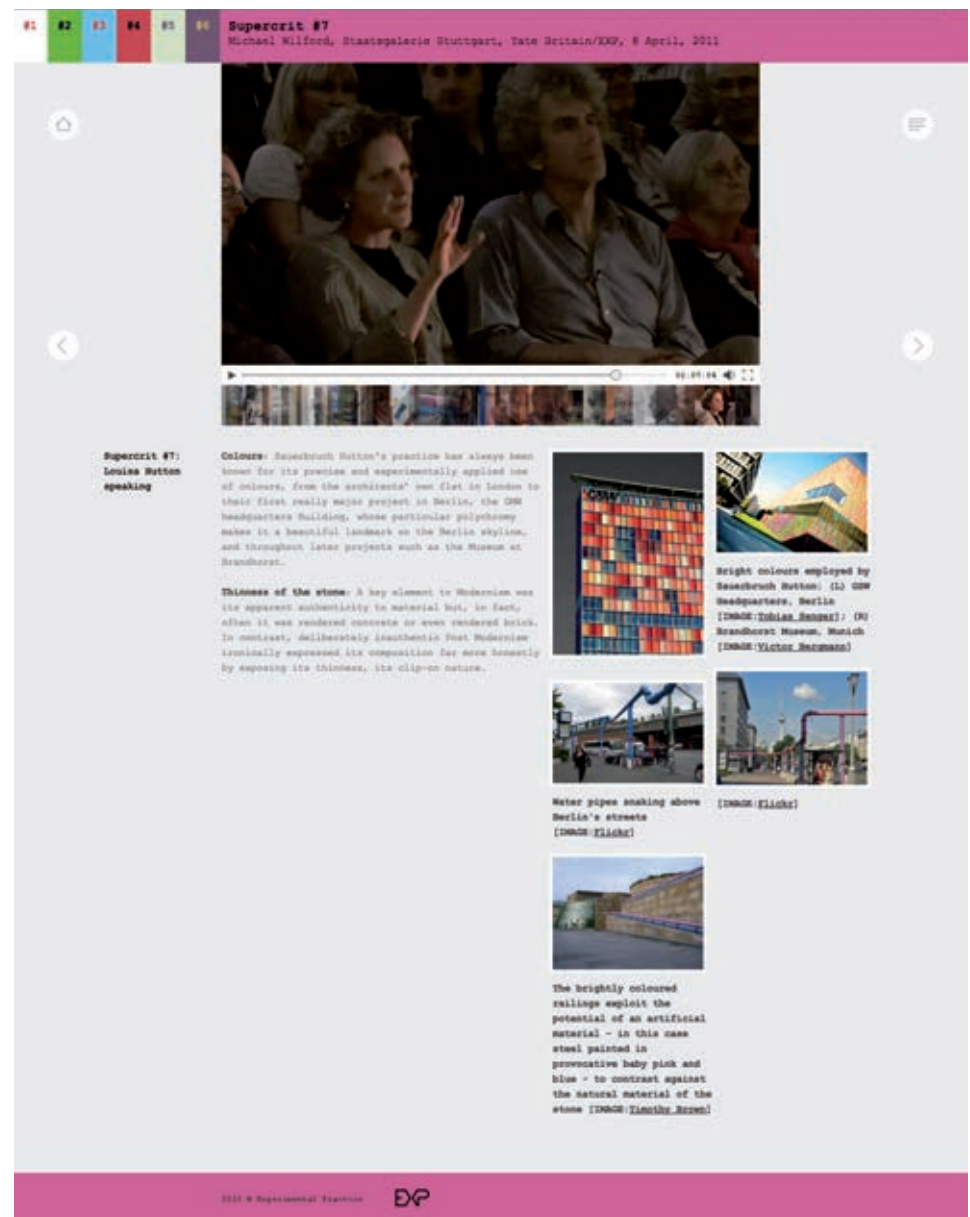 #1 #2 #3 #4 #5 #6
Supercrit #7
Michael Wilford, Staatsgalerie Stuttgart, Tate Britain/EXP, 8 April, 2011
Supercrit #7:
Louisa Hutton
speaking
Colours: Sauerbruch Hutton's practice has always been
known for its precise and experimentally applied use
of colours, from the architects' own flat in London to
their first really major project in Berlin, the GSW
Headquarters Building, whose particular polychromy
makes it a beautiful landmark on the Berlin skyline,
and throughout later projects such as the Museum at
Brandhorst.
Thinness of the stone: A key element to Modernism was
its apparent authenticity to material but, in fact,
often it was rendered concrete or even rendered brick.
In contrast, deliberately inauthentic Post Modernism
ironically expressed its composition far more honestly
by exposing its thinness, its clip-on nature.
GSW
Bright colours employed by
Sauerbruch Hutton: (L) GSW
Headquarters, Berlin
[IMAGE:Tobias Senger]; (R)
Brandhorst Museum, Munich
[IMAGE:Victor Bergmann]
Water pipes snaking above
Berlin's streets
[IMAGE:Flickr]
[IMAGE:Flickr]
The brightly coloured
railings exploit the
potential of an artificial
material - in this case
steel painted in
provocative baby pink and
blue - to contrast against
the natural material of the
stone [IMAGE:Timothy Brown]
© Experimental Practice
EXP